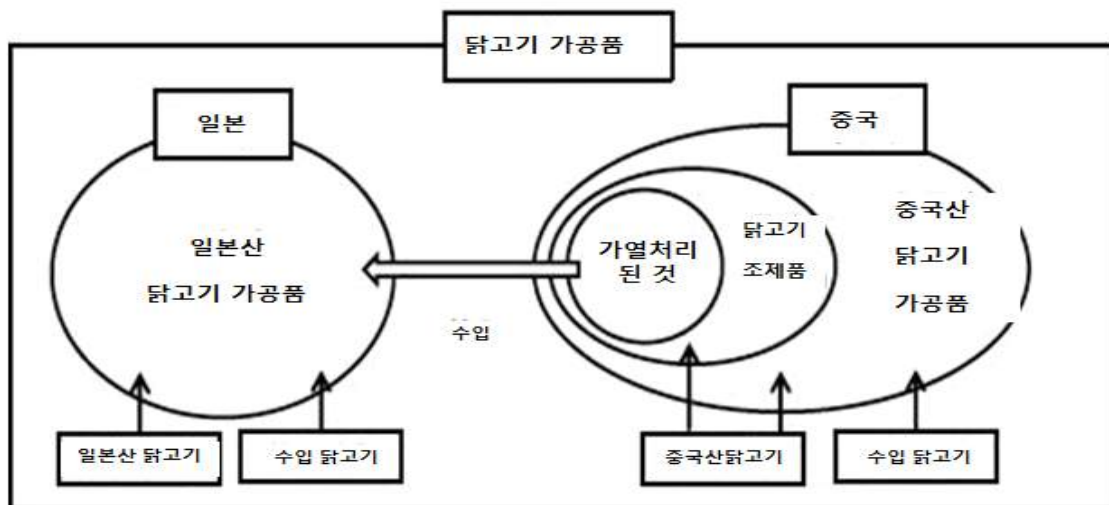 닭고기 가공품
일본
중국
일본산
닭고기 가공품
수입
가열처리
된 것
닭고기
조제품
중국산
닭고기
가공품
일본산 닭고기
수입 닭고기
중국산닭고기
수입 닭고기